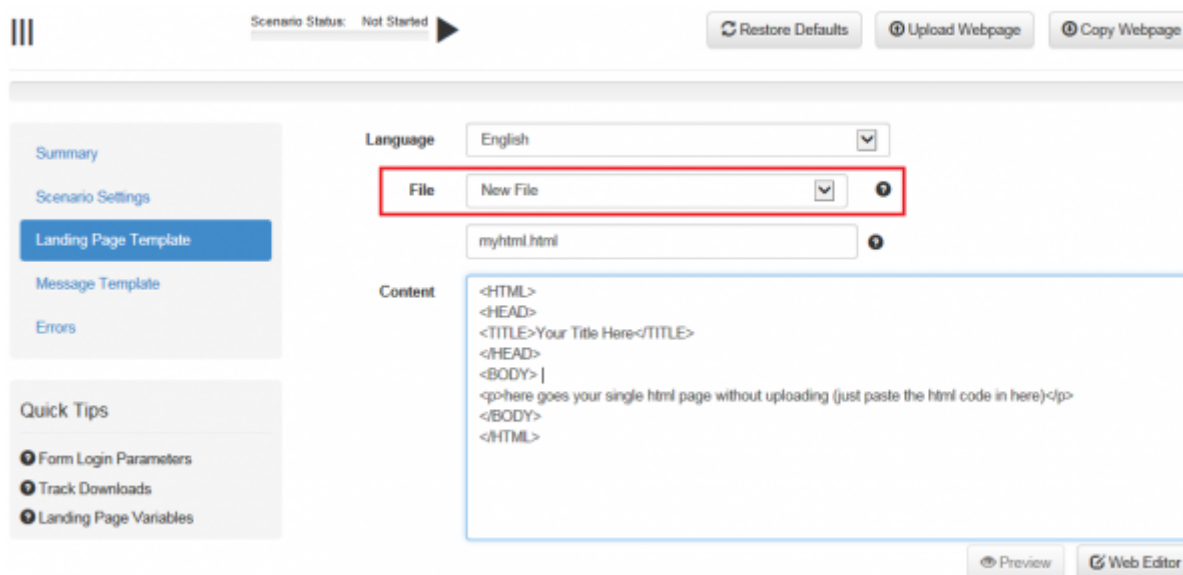 Scenario Status: Not Started
Restore Defaults
Upload Webpage
Copy Webpage
Summary
Scenario Settings
Landing Page Template
Message Template
Errors
Quick Tips
Form Login Parameters
Track Downloads
Landing Page Variables
Language English
File New File
myhtml.html
Content
<HTML>
<HEAD>
<TITLE>Your Title Here</TITLE>
</HEAD>
<BODY>
<p>here goes your single html page without uploading (just paste the html code in here)</p>
</BODY>
</HTML>
Preview
Web Editor